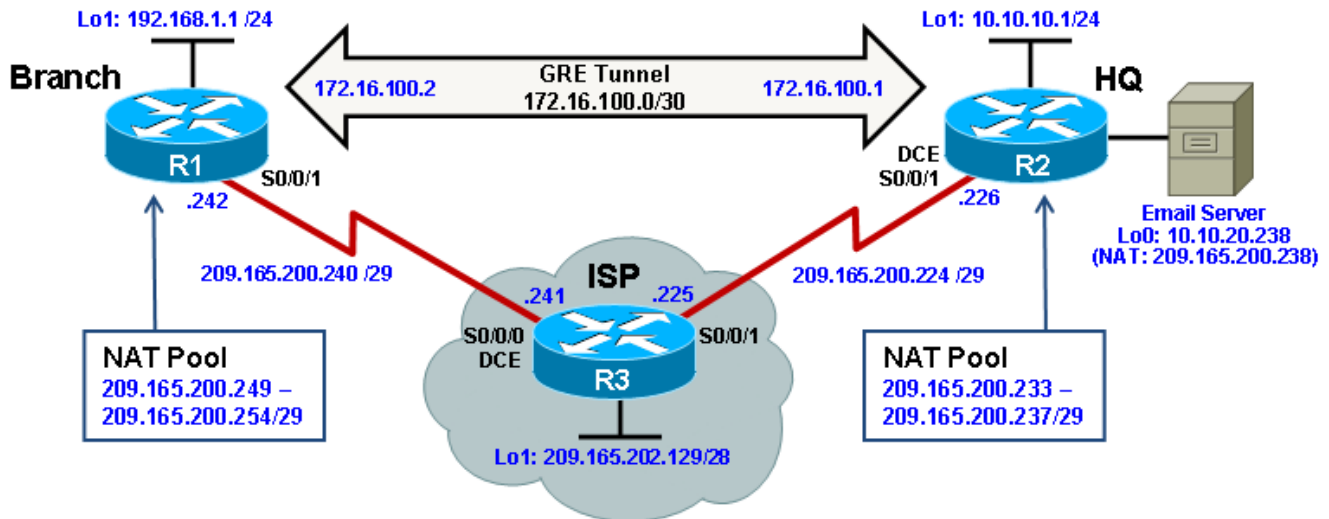 Lo1: 192.168.1.1 /24
Lo1: 10.10.10.1/24
Branch
GRE Tunnel
172.16.100.2
172.16.100.0/30
172.16.100.1
HQ
R1
S0/0/1
.242
DCE
S0/0/1
R2
.226
Email Server
Lo0: 10.10.20.238
(NAT: 209.165.200.238)
209.165.200.240 /29
ISP
209.165.200.224 /29
.241
.225
S0/0/0
DCE
S0/0/1
R3
NAT Pool
209.165.200.249 –
209.165.200.254/29
NAT Pool
209.165.200.233 –
209.165.200.237/29
Lo1: 209.165.202.129/28